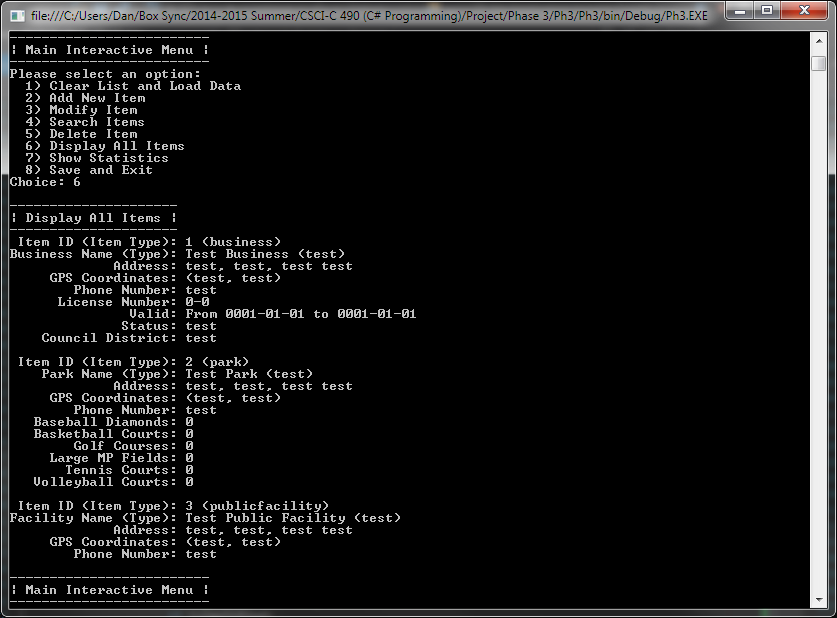 file:///C:/Users/Dan/Box Sync/2014-2015 Summer/CSCI-C 490 (C# Programming)/Project/Phase 3/Ph3/Ph3/bin/Debug/Ph3.EXE
-------------------------
| Main Interactive Menu |
-------------------------
Please select an option:
  1) Clear List and Load Data
  2) Add New Item
  3) Modify Item
  4) Search Items
  5) Delete Item
  6) Display All Items
  7) Show Statistics
  8) Save and Exit
Choice: 6
---------------------
| Display All Items |
---------------------
 Item ID (Item Type): 1 (business)
Business Name (Type): Test Business (test)
             Address: test, test, test test
     GPS Coordinates: (test, test)
        Phone Number: test
      License Number: 0-0
               Valid: From 0001-01-01 to 0001-01-01
              Status: test
    Council District: test
 Item ID (Item Type): 2 (park)
    Park Name (Type): Test Park (test)
             Address: test, test, test test
     GPS Coordinates: (test, test)
        Phone Number: test
   Baseball Diamonds: 0
   Basketball Courts: 0
        Golf Courses: 0
     Large MP Fields: 0
       Tennis Courts: 0
   Volleyball Courts: 0
 Item ID (Item Type): 3 (publicfacility)
Facility Name (Type): Test Public Facility (test)
             Address: test, test, test test
     GPS Coordinates: (test, test)
        Phone Number: test
-------------------------
| Main Interactive Menu |
-------------------------